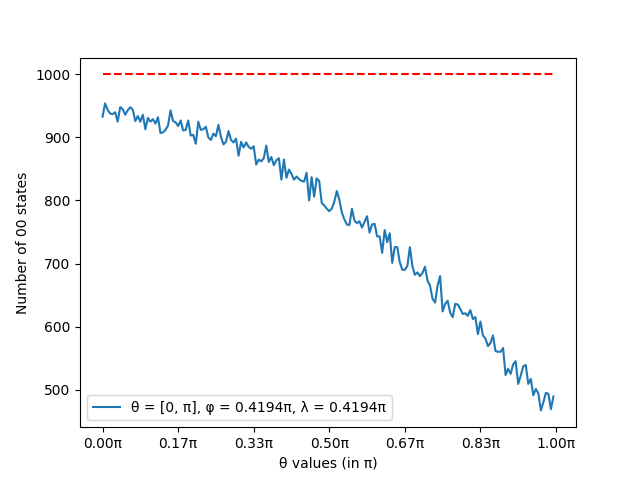 1000
900
800
700
600
500
Number of 00 states
θ = [0, π], φ = 0.4194π, λ = 0.4194π
0.00π 0.17π 0.33π 0.50π 0.67π 0.83π 1.00π
θ values (in π)